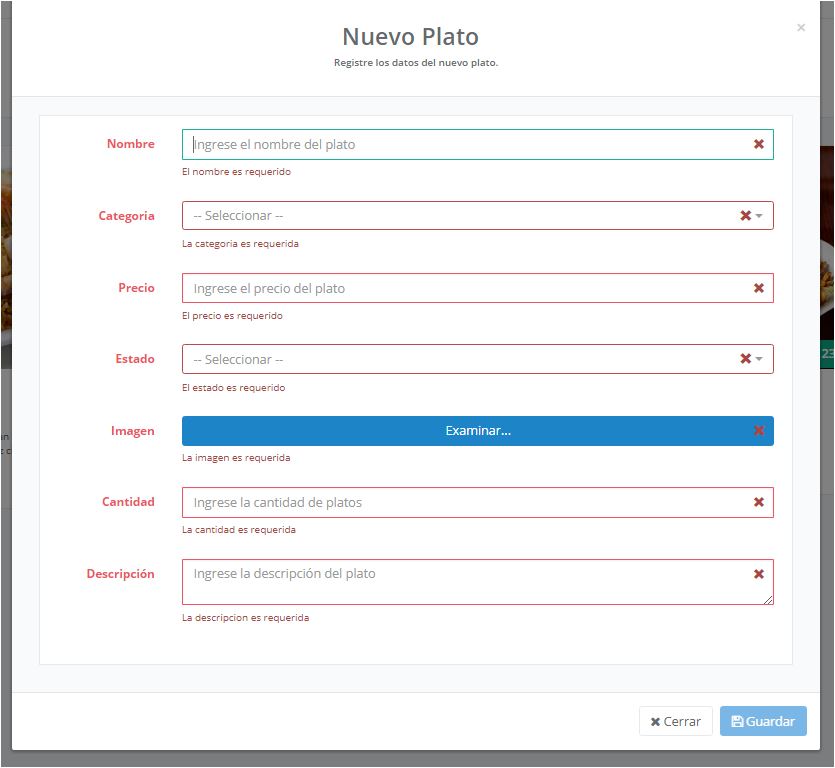 Nuevo Plato
×
Registre los datos del nuevo plato.
Nombre
Ingrese el nombre del plato
El nombre es requerido
Categoria
-- Seleccionar --
La categoria es requerida
Precio
Ingrese el precio del plato
El precio es requerido
Estado
-- Seleccionar --
El estado es requerido
23
Imagen
Examinar...
La imagen es requerida
Cantidad
Ingrese la cantidad de platos
La cantidad es requerida
Descripción
Ingrese la descripción del plato
La descripcion es requerida
Cerrar
Guardar